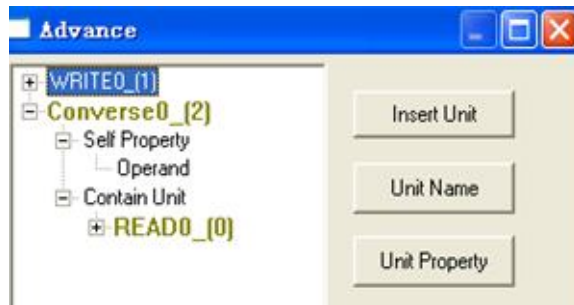 Advance
WRITE0_(1)
Converse0_(2)
Self Property
Operand
Contain Unit
READ0_(0)
Insert Unit
Unit Name
Unit Property